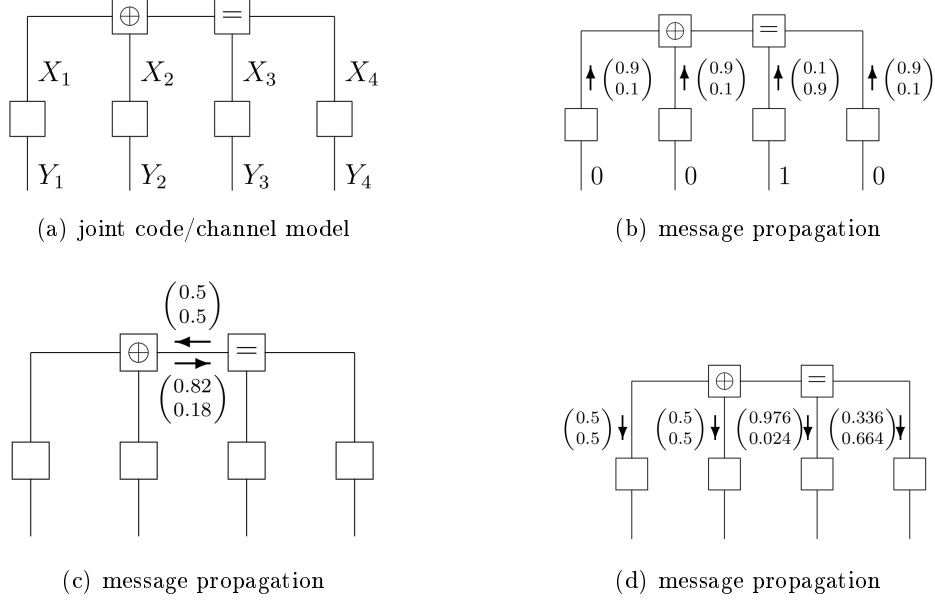 ⊕ =
X₁ X₂ X₃ X₄
Y₁ Y₂ Y₃ Y₄
(a) joint code/channel model
⊕ =
(0.9 0.1) (0.9 0.1) (0.1 0.9) (0.9 0.1)
0 0 1 0
(b) message propagation
(0.5 0.5)
⊕ =
(0.82 0.18)
(c) message propagation
⊕ =
(0.5 0.5) (0.5 0.5) (0.976 0.024) (0.336 0.664)
(d) message propagation